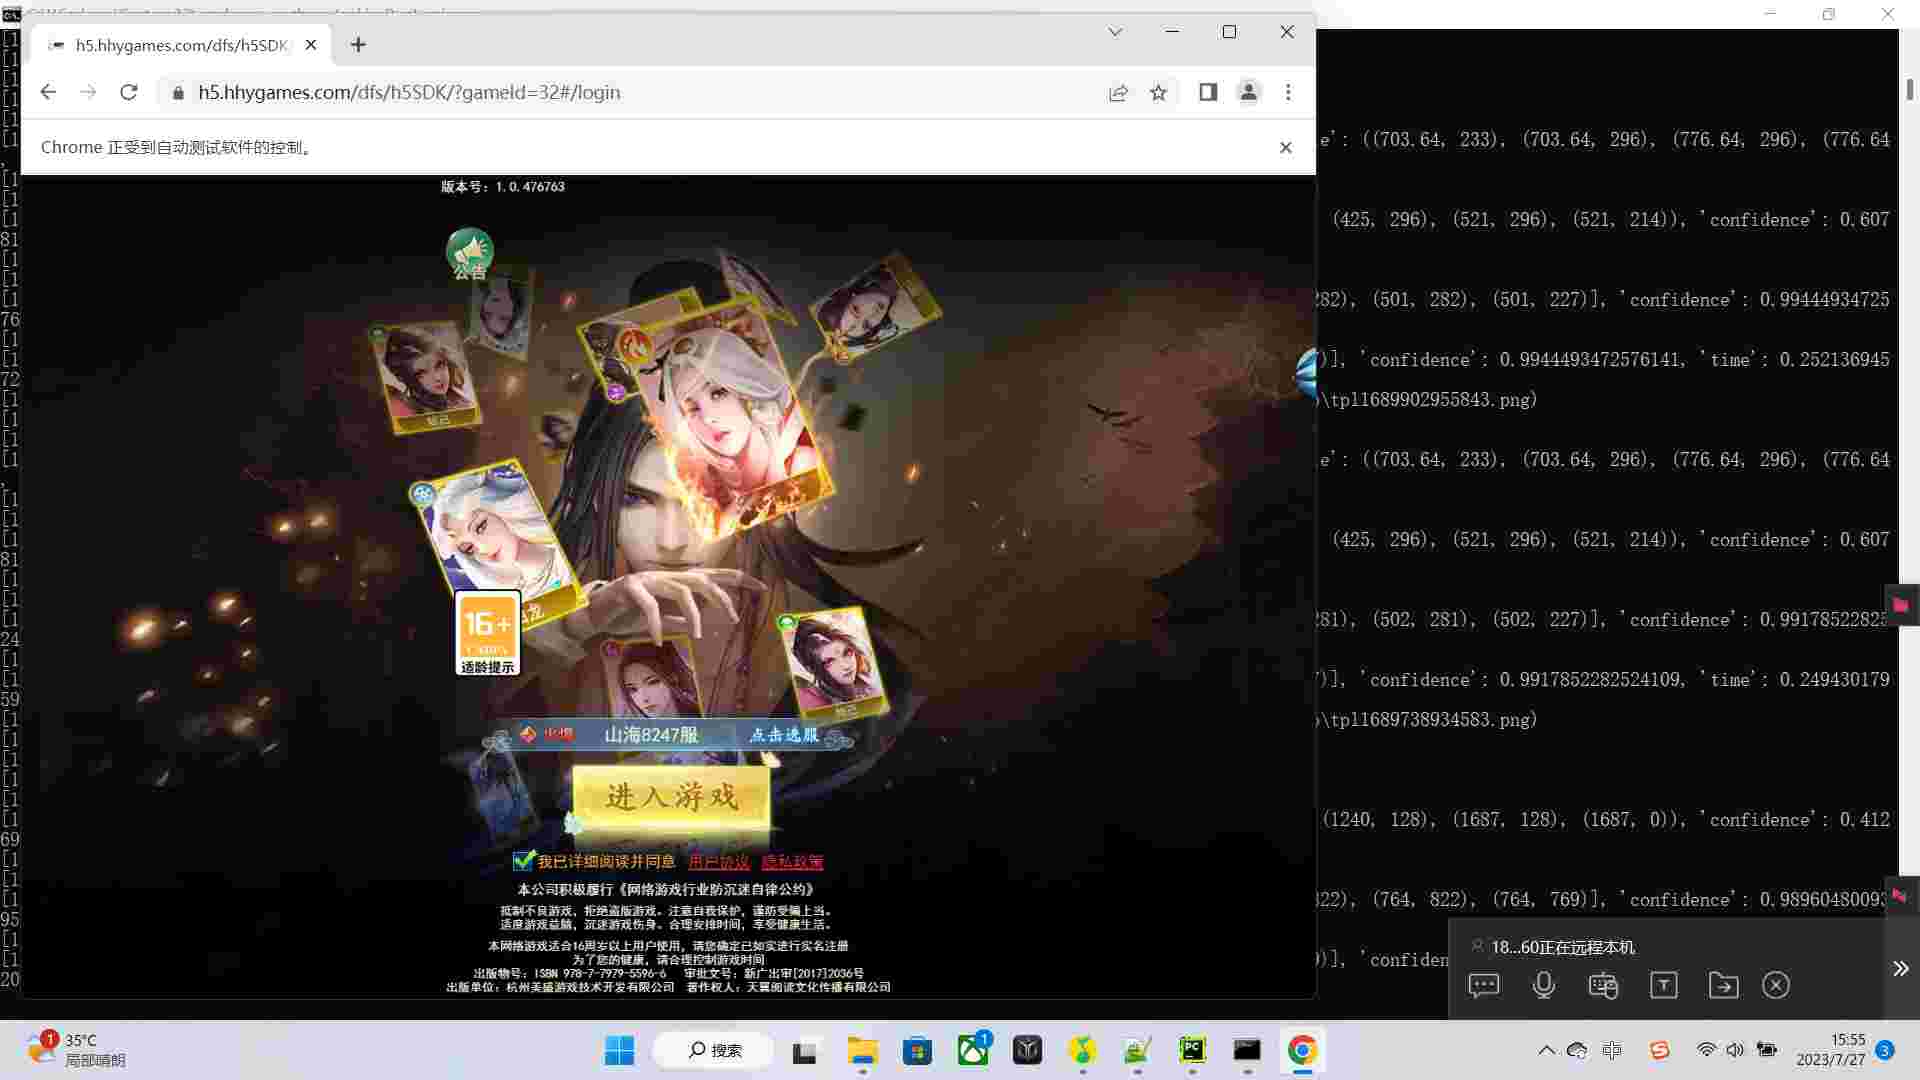 h5.hhygames.com/dfs/h5SDK
h5.hhygames.com/dfs/h5SDK/?gameId=32#/login
Chrome 正受到自动测试软件的控制。
版本号：1.0.476763
公告
16+
适龄提示
山海8247服
点击选服
进入游戏
我已详细阅读并同意 用户协议 隐私政策
本公司积极履行《网络游戏行业防沉迷自律公约》
抵制不良游戏，拒绝盗版游戏。注意自我保护，谨防受骗上当。
适度游戏益脑，沉迷游戏伤身。合理安排时间，享受健康生活。
本网络游戏适合16周岁以上用户使用，请您确定已如实进行实名注册
为了您的健康，请合理控制游戏时间
出版物号：ISBN 978-7-7979-5596-6 审批文号：新广出审[2017]2036号
出版单位：杭州美盛游戏技术开发有限公司 著作权人：天翼阅读文化传播有限公司
e': ((703.64, 233), (703.64, 296), (776.64, 296), (776.64
(425, 296), (521, 296), (521, 214)), 'confidence': 0.607
282), (501, 282), (501, 227)], 'confidence': 0.99444934725
)], 'confidence': 0.9944493472576141, 'time': 0.252136945
\tpl1689902955843.png)
e': ((703.64, 233), (703.64, 296), (776.64, 296), (776.64
(425, 296), (521, 296), (521, 214)), 'confidence': 0.607
281), (502, 281), (502, 227)], 'confidence': 0.9917852282
)], 'confidence': 0.9917852282524109, 'time': 0.249430179
\tpl1689738934583.png)
(1240, 128), (1687, 128), (1687, 0)), 'confidence': 0.412
822), (764, 822), (764, 769)], 'confidence': 0.98960480093
)], 'confiden
18...60正在远程本机
1
35°C
局部晴朗
搜索
1
PC
中
15:55
2023/7/27
3